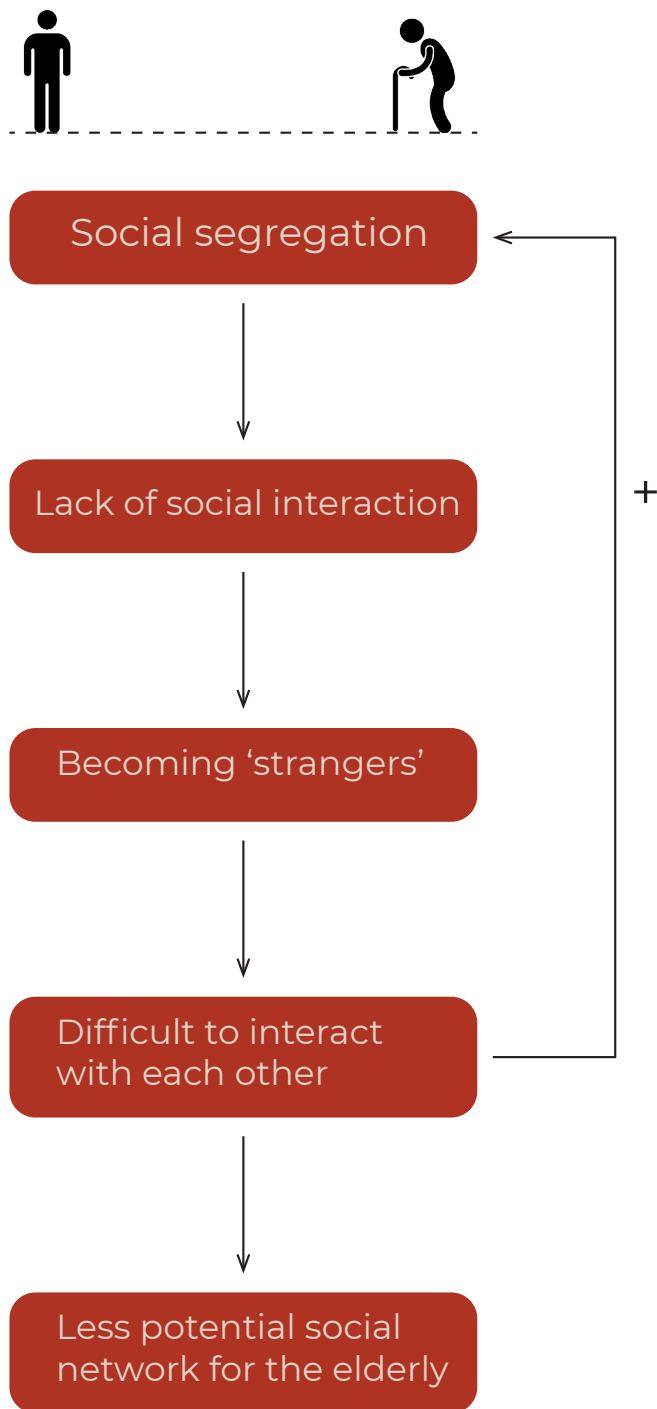 Social segregation
Lack of social interaction
+
Becoming ‘strangers’
Difficult to interact
with each other
Less potential social
network for the elderly